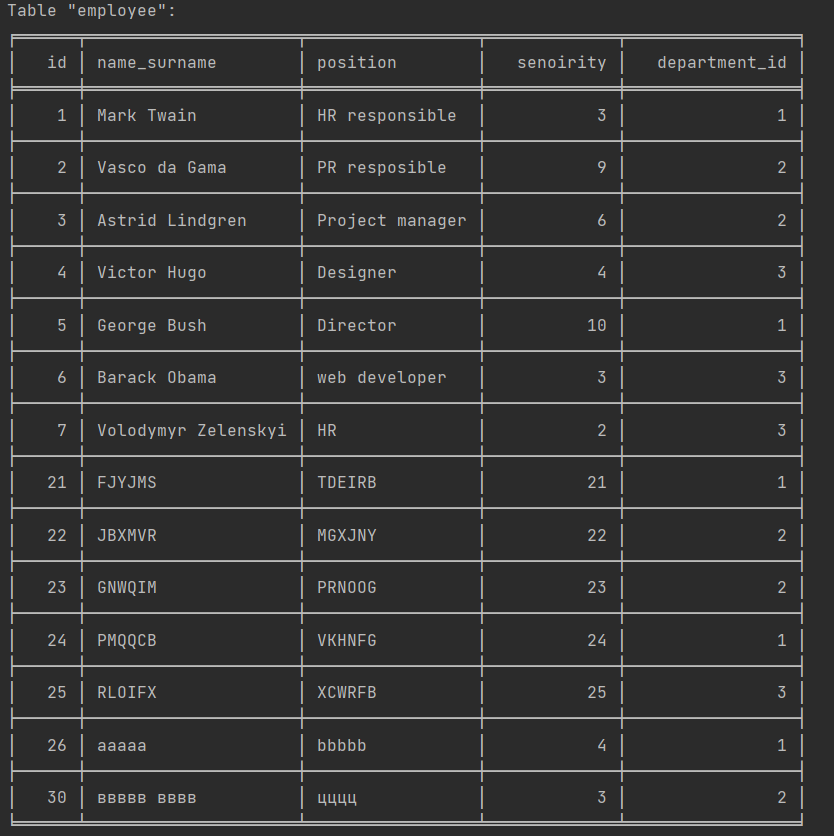 Table "employee":
id name_surname position senoirity department_id
1 Mark Twain HR responsible 3 1
2 Vasco da Gama PR resposible 9 2
3 Astrid Lindgren Project manager 6 2
4 Victor Hugo Designer 4 3
5 George Bush Director 10 1
6 Barack Obama web developer 3 3
7 Volodymyr Zelenskyi HR 2 3
21 FJYJMS TDEIRB 21 1
22 JBXMVR MGXJNY 22 2
23 GNWQIM PRNOOG 23 2
24 PMQQCB VKHNFG 24 1
25 RLOIFX XCWRFB 25 3
26 aaaaa bbbbb 4 1
30 ввввв вввв цццц 3 2